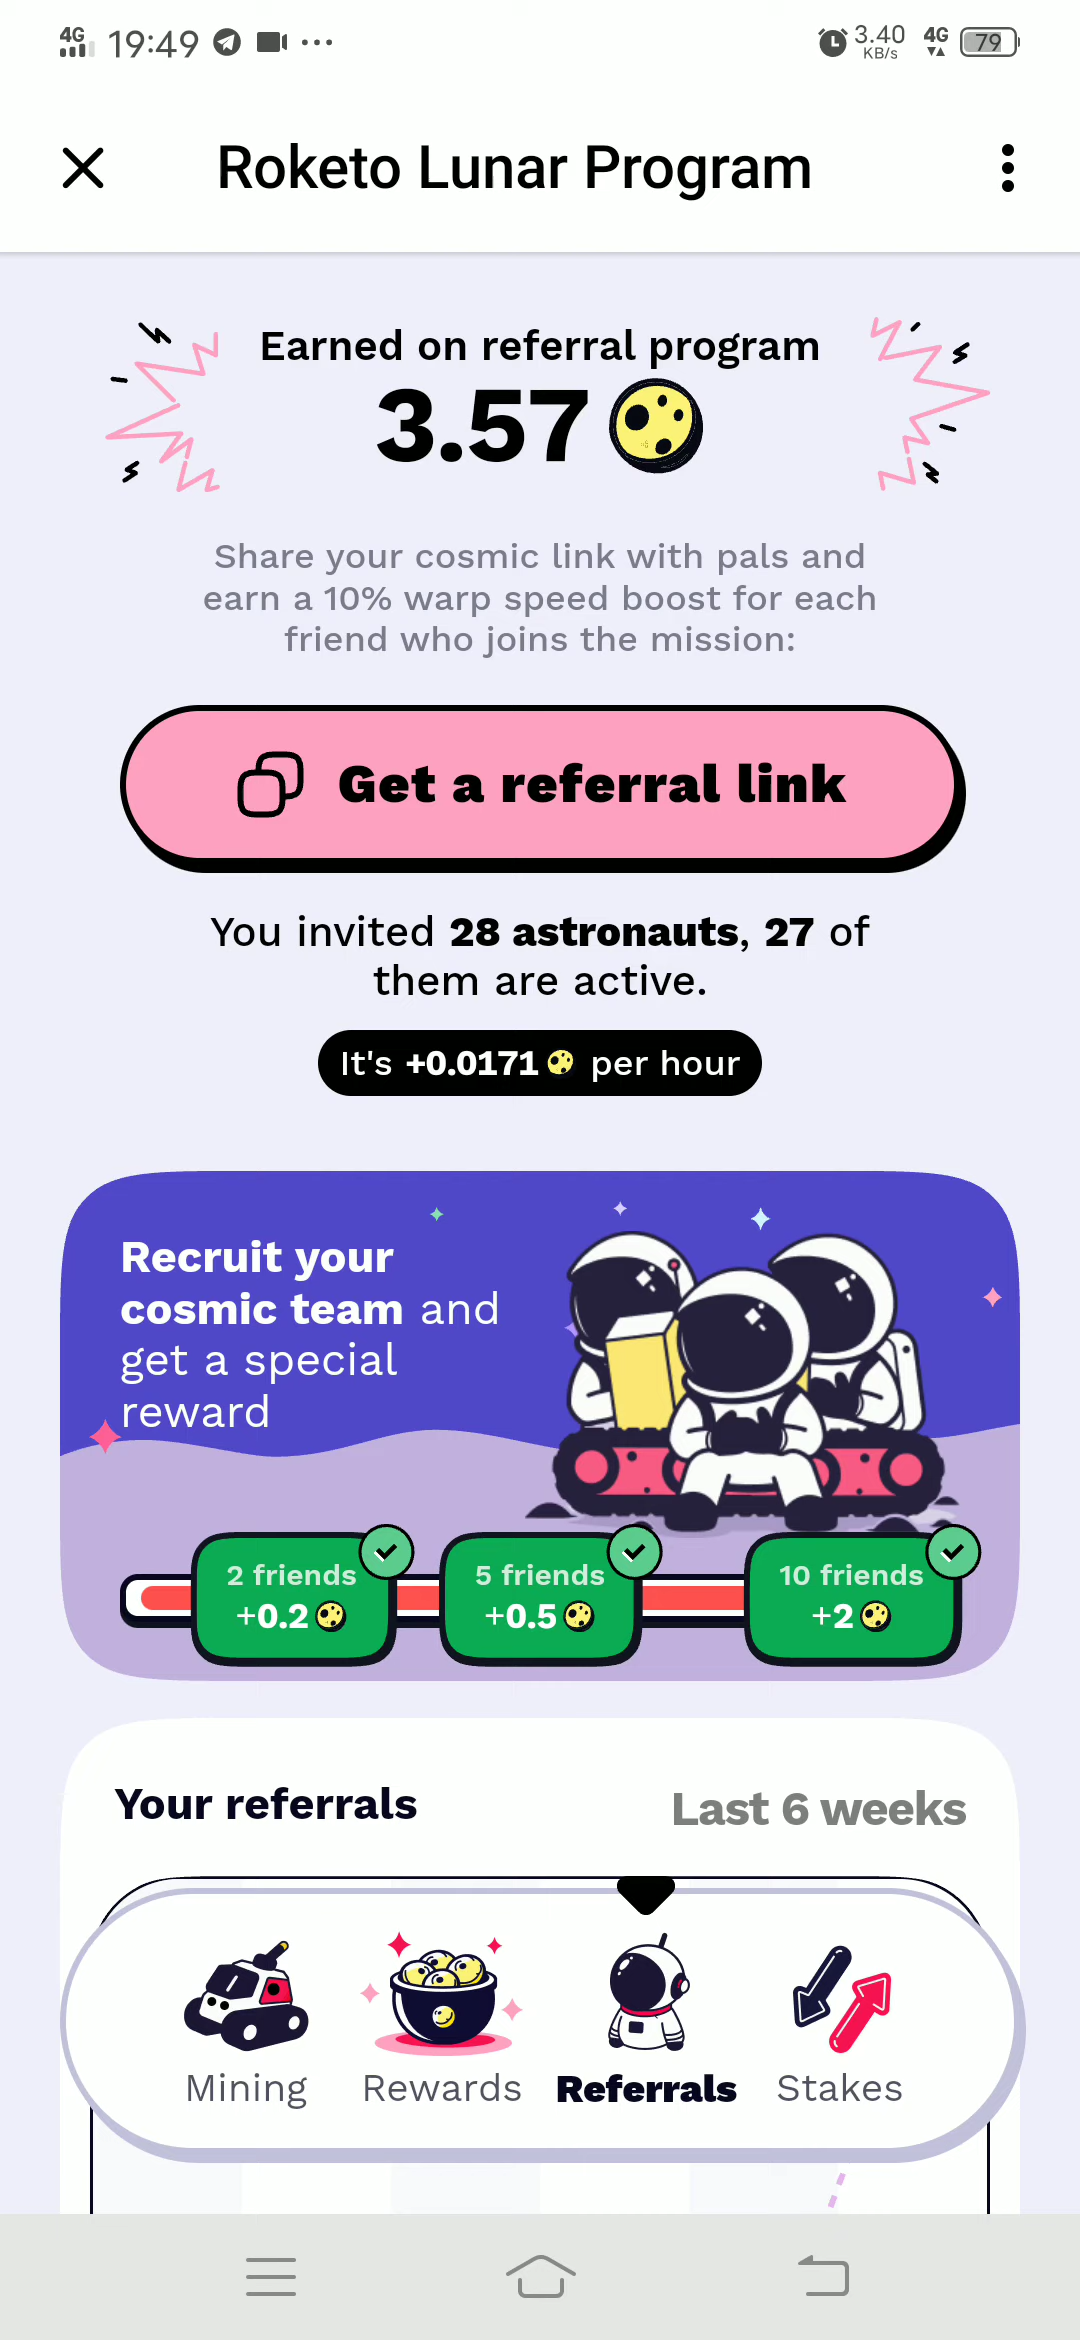 4G 19:49 ... 3.40 KB/s 4G 79
Roketo Lunar Program
Earned on referral program
3.57
Share your cosmic link with pals and
earn a 10% warp speed boost for each
friend who joins the mission:
Get a referral link
You invited 28 astronauts, 27 of
them are active.
It's +0.0171 per hour
Recruit your
cosmic team and
get a special
reward
2 friends
+0.2
5 friends
+0.5
10 friends
+2
Your referrals
Last 6 weeks
Mining
Rewards
Referrals
Stakes